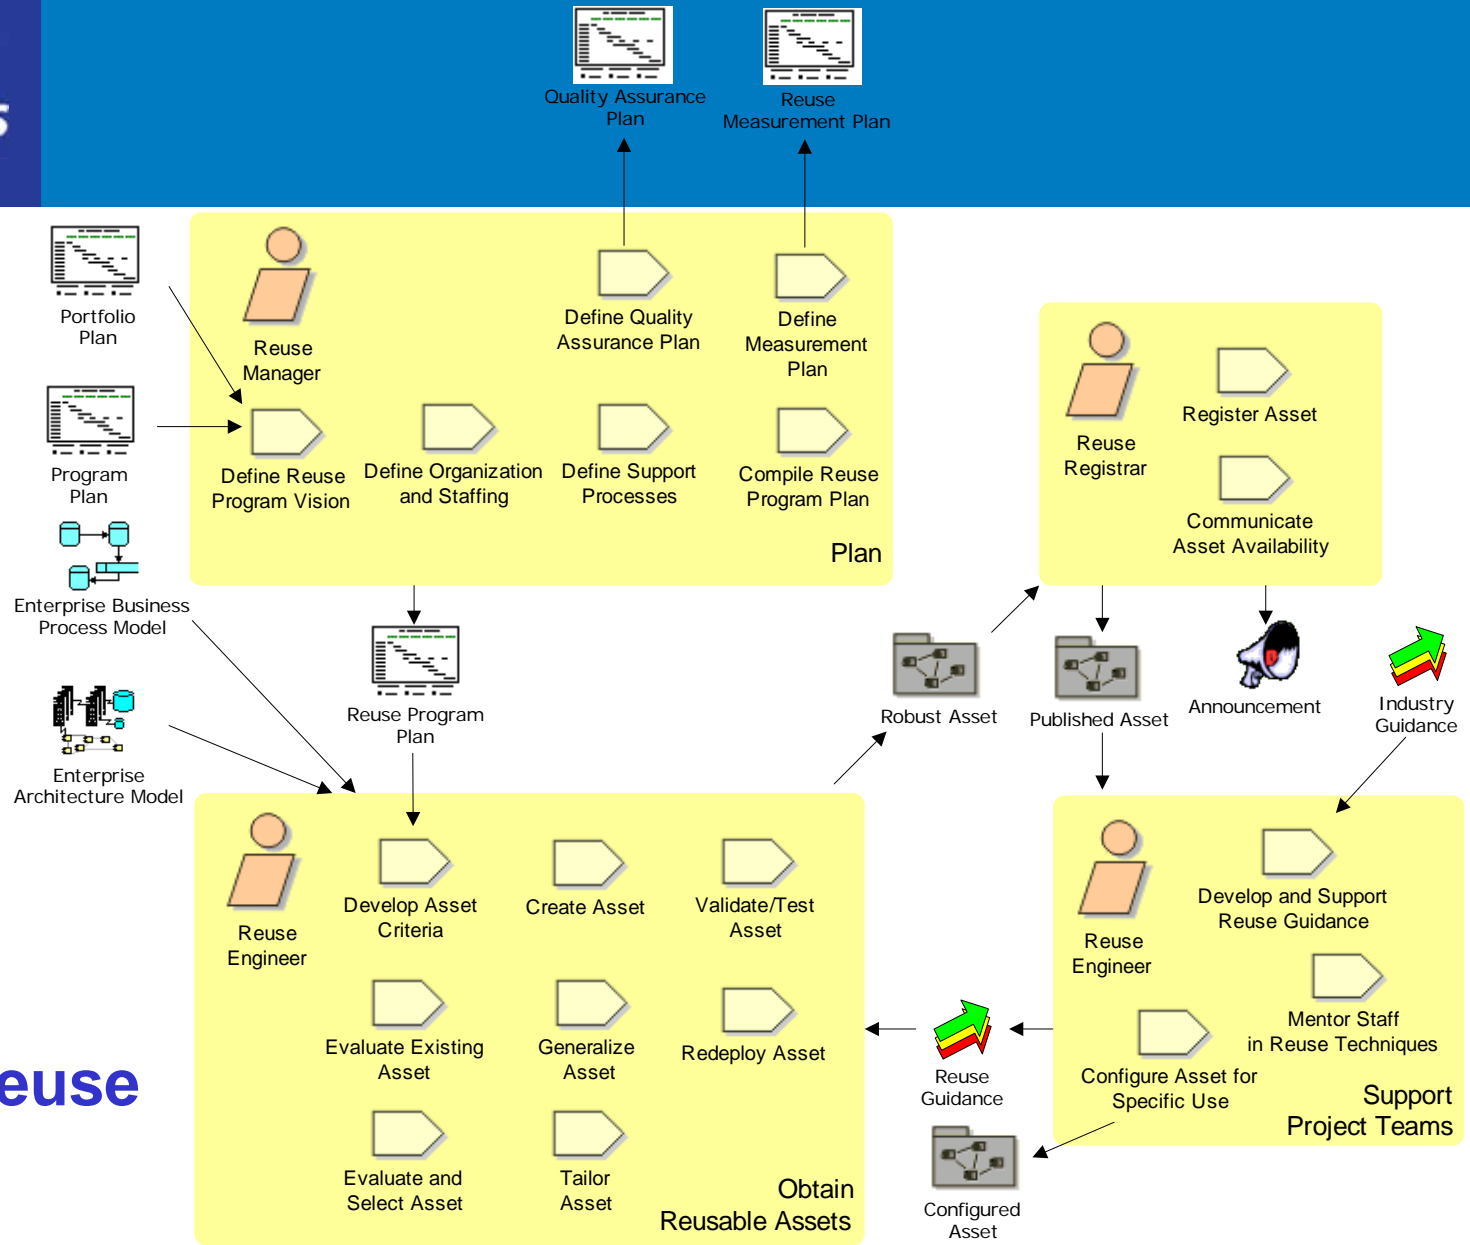 s
Quality Assurance
Plan
Reuse
Measurement Plan
Portfolio
Plan
Program
Plan
Enterprise Business
Process Model
Enterprise
Architecture Model
Reuse
Manager
Define Quality
Assurance Plan
Define
Measurement
Plan
Define Reuse
Program Vision
Define Organization
and Staffing
Define Support
Processes
Compile Reuse
Program Plan
Plan
Reuse
Registrar
Register Asset
Communicate
Asset Availability
Reuse Program
Plan
Robust Asset
Published Asset
Announcement
Industry
Guidance
Reuse
Engineer
Develop Asset
Criteria
Create Asset
Validate/Test
Asset
Evaluate Existing
Asset
Generalize
Asset
Redeploy Asset
Evaluate and
Select Asset
Tailor
Asset
Obtain
Reusable Assets
Reuse
Engineer
Develop and Support
Reuse Guidance
Mentor Staff
in Reuse Techniques
Configure Asset for
Specific Use
Support
Project Teams
Reuse
Guidance
Configured
Asset
euse